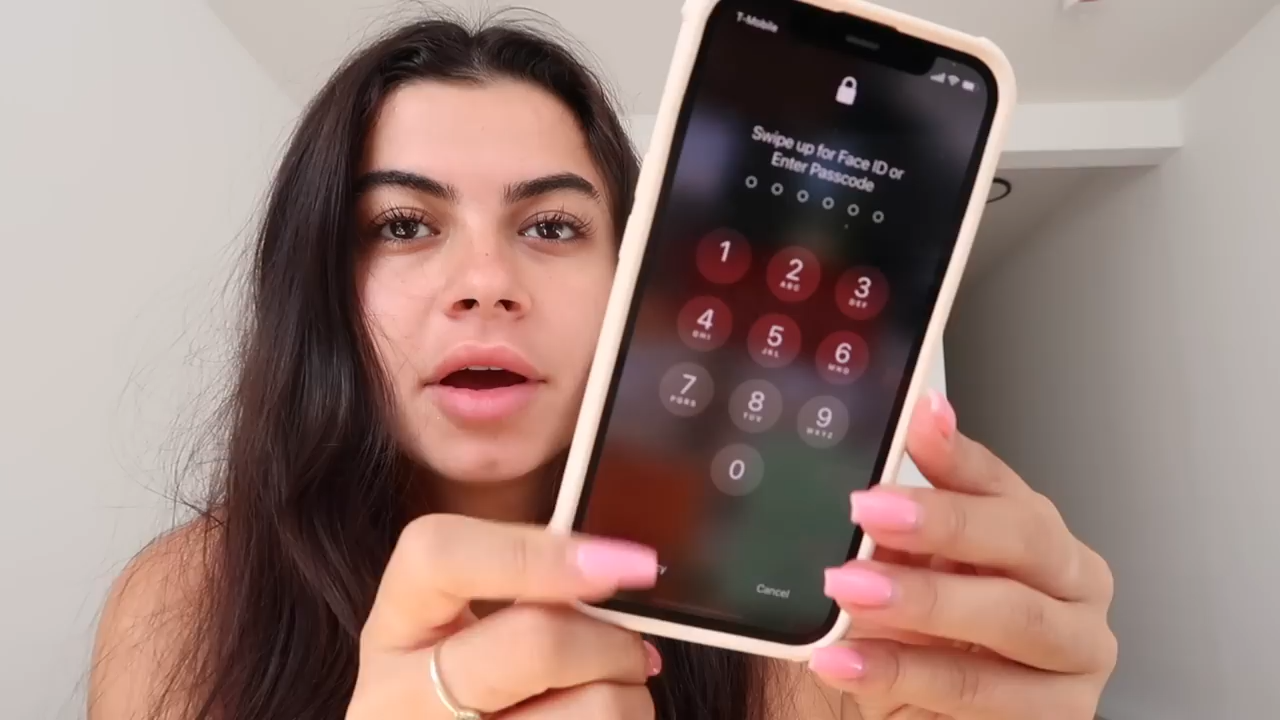 T-Mobile
Swipe up for Face ID or
Enter Passcode
1 2 3
ABC DEF
4 5 6
GHI JKL MNO
7 8 9
PQRS TUV WXYZ
0
Cancel